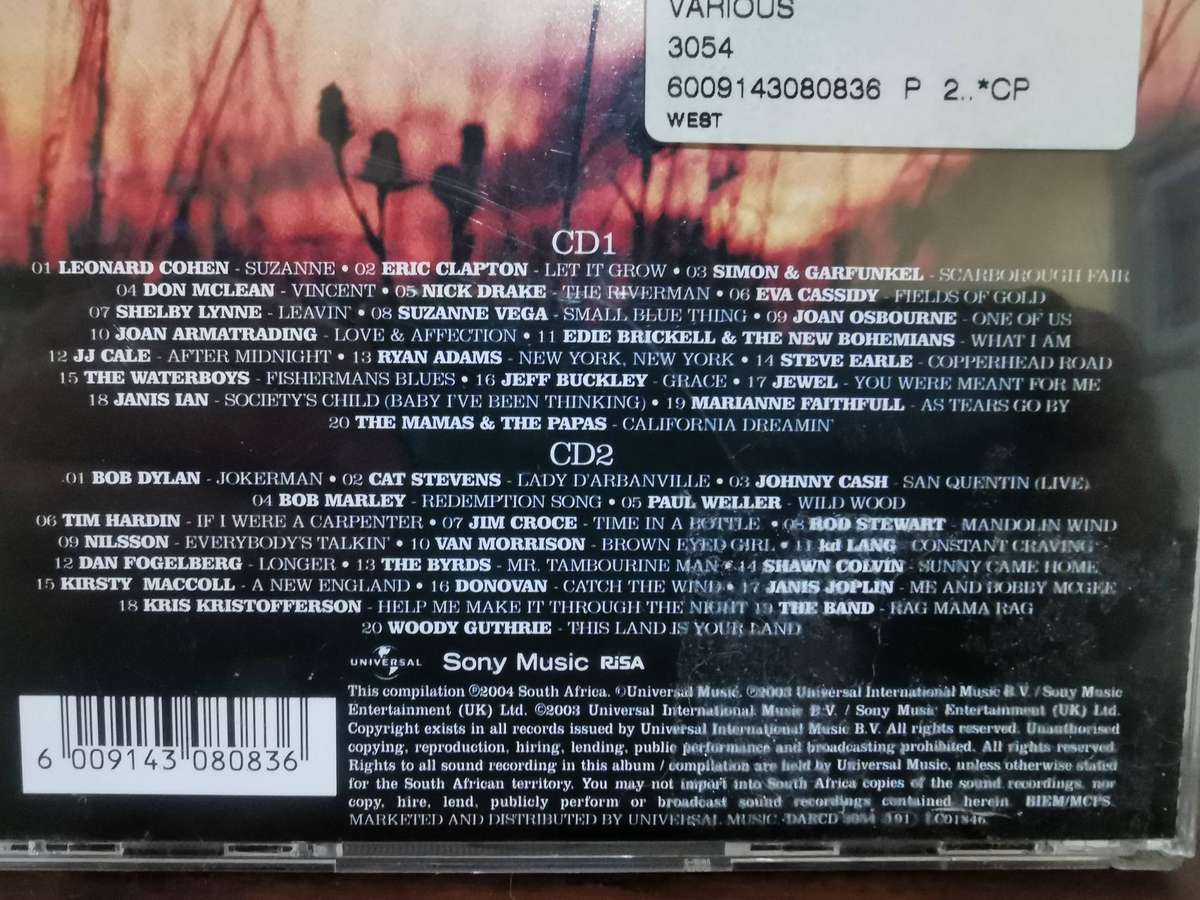 VARIOUS
3054
6009143080836 P 2..*CP
WEST
CD1
01 LEONARD COHEN - SUZANNE • 02 ERIC CLAPTON - LET IT GROW • 03 SIMON & GARFUNKEL - SCARBOROUGH FAIR
04 DON MCLEAN - VINCENT • 05 NICK DRAKE - THE RIVERMAN • 06 EVA CASSIDY - FIELDS OF GOLD
07 SHELBY LYNNE - LEAVIN' • 08 SUZANNE VEGA - SMALL BLUE THING • 09 JOAN OSBOURNE - ONE OF US
10 JOAN ARMATRADING - LOVE & AFFECTION • 11 EDIE BRICKELL & THE NEW BOHEMIANS - WHAT I AM
12 JJ CALE - AFTER MIDNIGHT • 13 RYAN ADAMS - NEW YORK, NEW YORK • 14 STEVE EARLE - COPPERHEAD ROAD
15 THE WATERBOYS - FISHERMANS BLUES • 16 JEFF BUCKLEY - GRACE • 17 JEWEL - YOU WERE MEANT FOR ME
18 JANIS IAN - SOCIETY'S CHILD (BABY I'VE BEEN THINKING) • 19 MARIANNE FAITHFULL - AS TEARS GO BY
20 THE MAMAS & THE PAPAS - CALIFORNIA DREAMIN'
CD2
01 BOB DYLAN - JOKERMAN • 02 CAT STEVENS - LADY D'ARBANVILLE • 03 JOHNNY CASH - SAN QUENTIN (LIVE)
04 BOB MARLEY - REDEMPTION SONG • 05 PAUL WELLER - WILD WOOD
06 TIM HARDIN - IF I WERE A CARPENTER • 07 JIM CROCE - TIME IN A BOTTLE • 08 ROD STEWART - MANDOLIN WIND
09 NILSSON - EVERYBODY'S TALKIN' • 10 VAN MORRISON - BROWN EYED GIRL • 11 kd LANG - CONSTANT CRAVING
12 DAN FOGELBERG - LONGER • 13 THE BYRDS - MR. TAMBOURINE MAN • 14 SHAWN COLVIN - SUNNY CAME HOME
15 KIRSTY MACCOLL - A NEW ENGLAND • 16 DONOVAN - CATCH THE WIND • 17 JANIS JOPLIN - ME AND BOBBY MCGEE
18 KRIS KRISTOFFERSON - HELP ME MAKE IT THROUGH THE NIGHT 19 THE BAND - RAG MAMA RAG
20 WOODY GUTHRIE - THIS LAND IS YOUR LAND
UNIVERSAL Sony Music RiSA
This compilation ℗2004 South Africa. ©Universal Music. ℗2003 Universal International Music B.V. / Sony Music
Entertainment (UK) Ltd. ©2003 Universal International Music B.V. / Sony Music Entertainment (UK) Ltd.
Copyright exists in all records issued by Universal International Music B.V. All rights reserved. Unauthorised
copying, reproduction, hiring, lending, public performance and broadcasting prohibited. All rights reserved.
Rights to all sound recording in this album / compilation are held by Universal Music, unless otherwise stated
for the South African territory. You may not import into South Africa copies of the sound recordings, nor
copy, hire, lend, publicly perform or broadcast sound recordings contained herein BIEM/MCPS
MARKETED AND DISTRIBUTED BY UNIVERSAL MUSIC. DARCD 3054 (91) LC01846
6 009143 080836